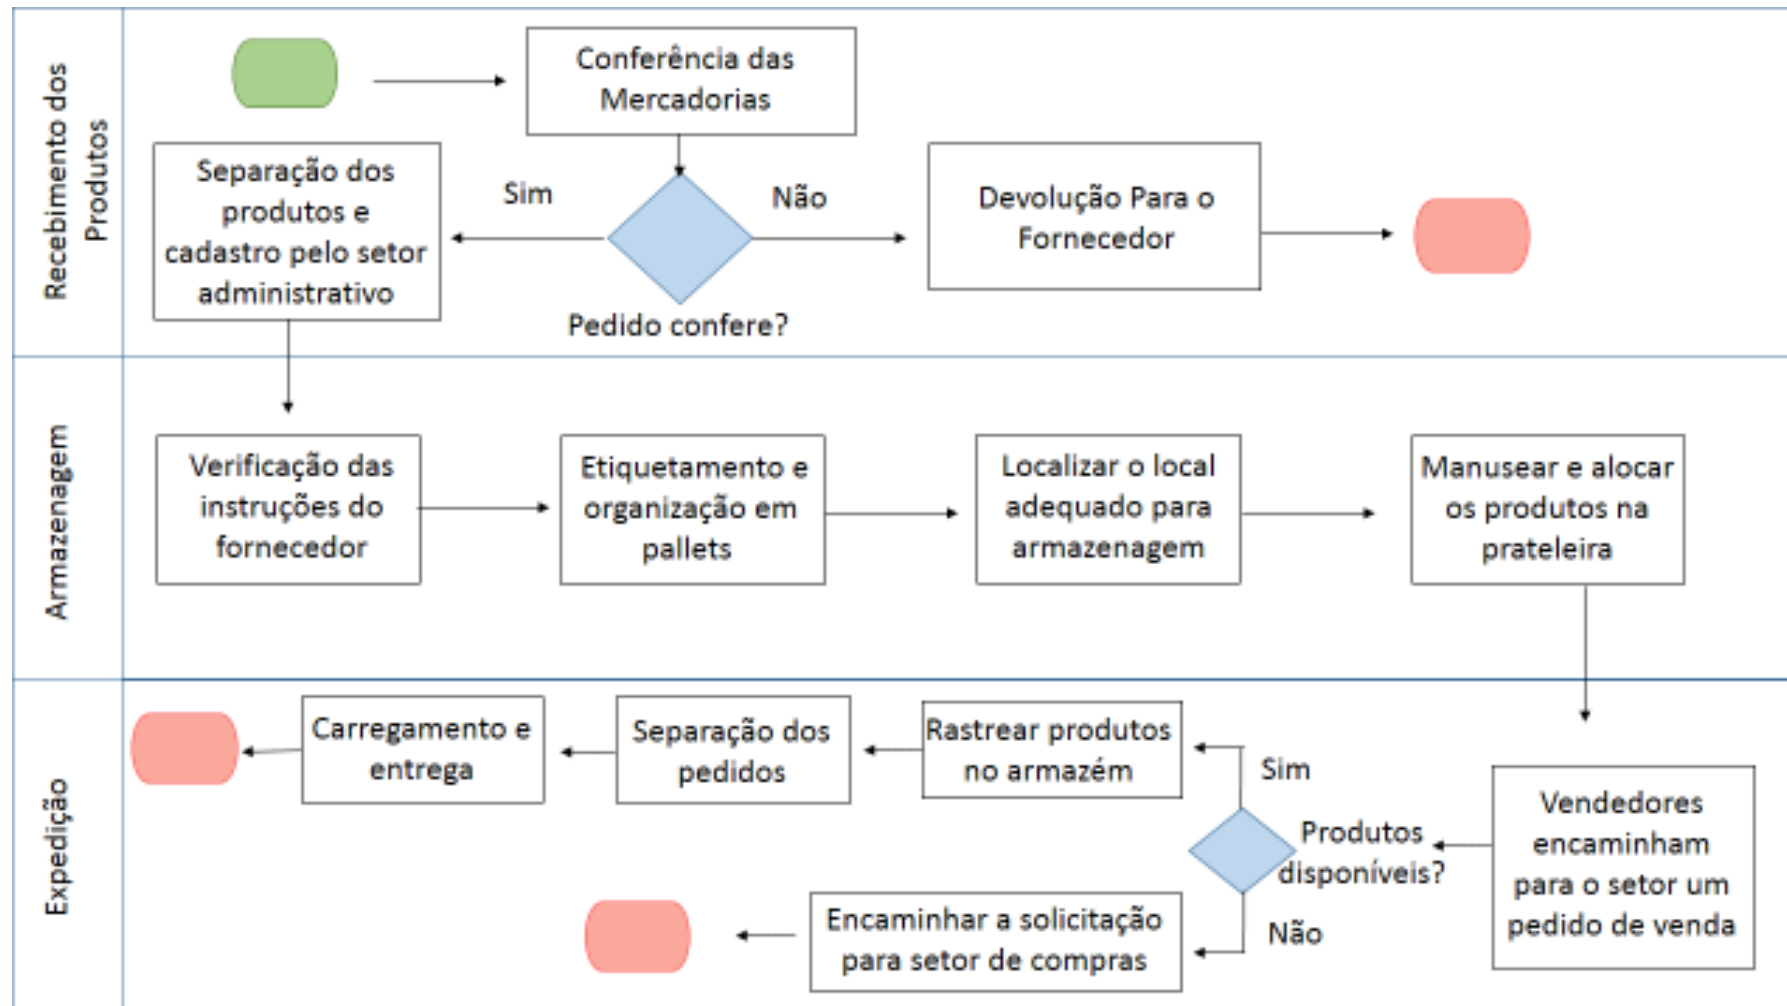 Recebimento dos
Produtos
Conferência das
Mercadorias
Separação dos
produtos e
cadastro pelo setor
administrativo
Sim
Não
Pedido confere?
Devolução Para o
Fornecedor
Armazenagem
Verificação das
instruções do
fornecedor
Etiquetamento e
organização em
pallets
Localizar o local
adequado para
armazenagem
Manusear e alocar
os produtos na
prateleira
Expedição
Carregamento e
entrega
Separação dos
pedidos
Rastrear produtos
no armazém
Sim
Produtos
disponíveis?
Não
Vendedores
encaminham
para o setor um
pedido de venda
Encaminhar a solicitação
para setor de compras